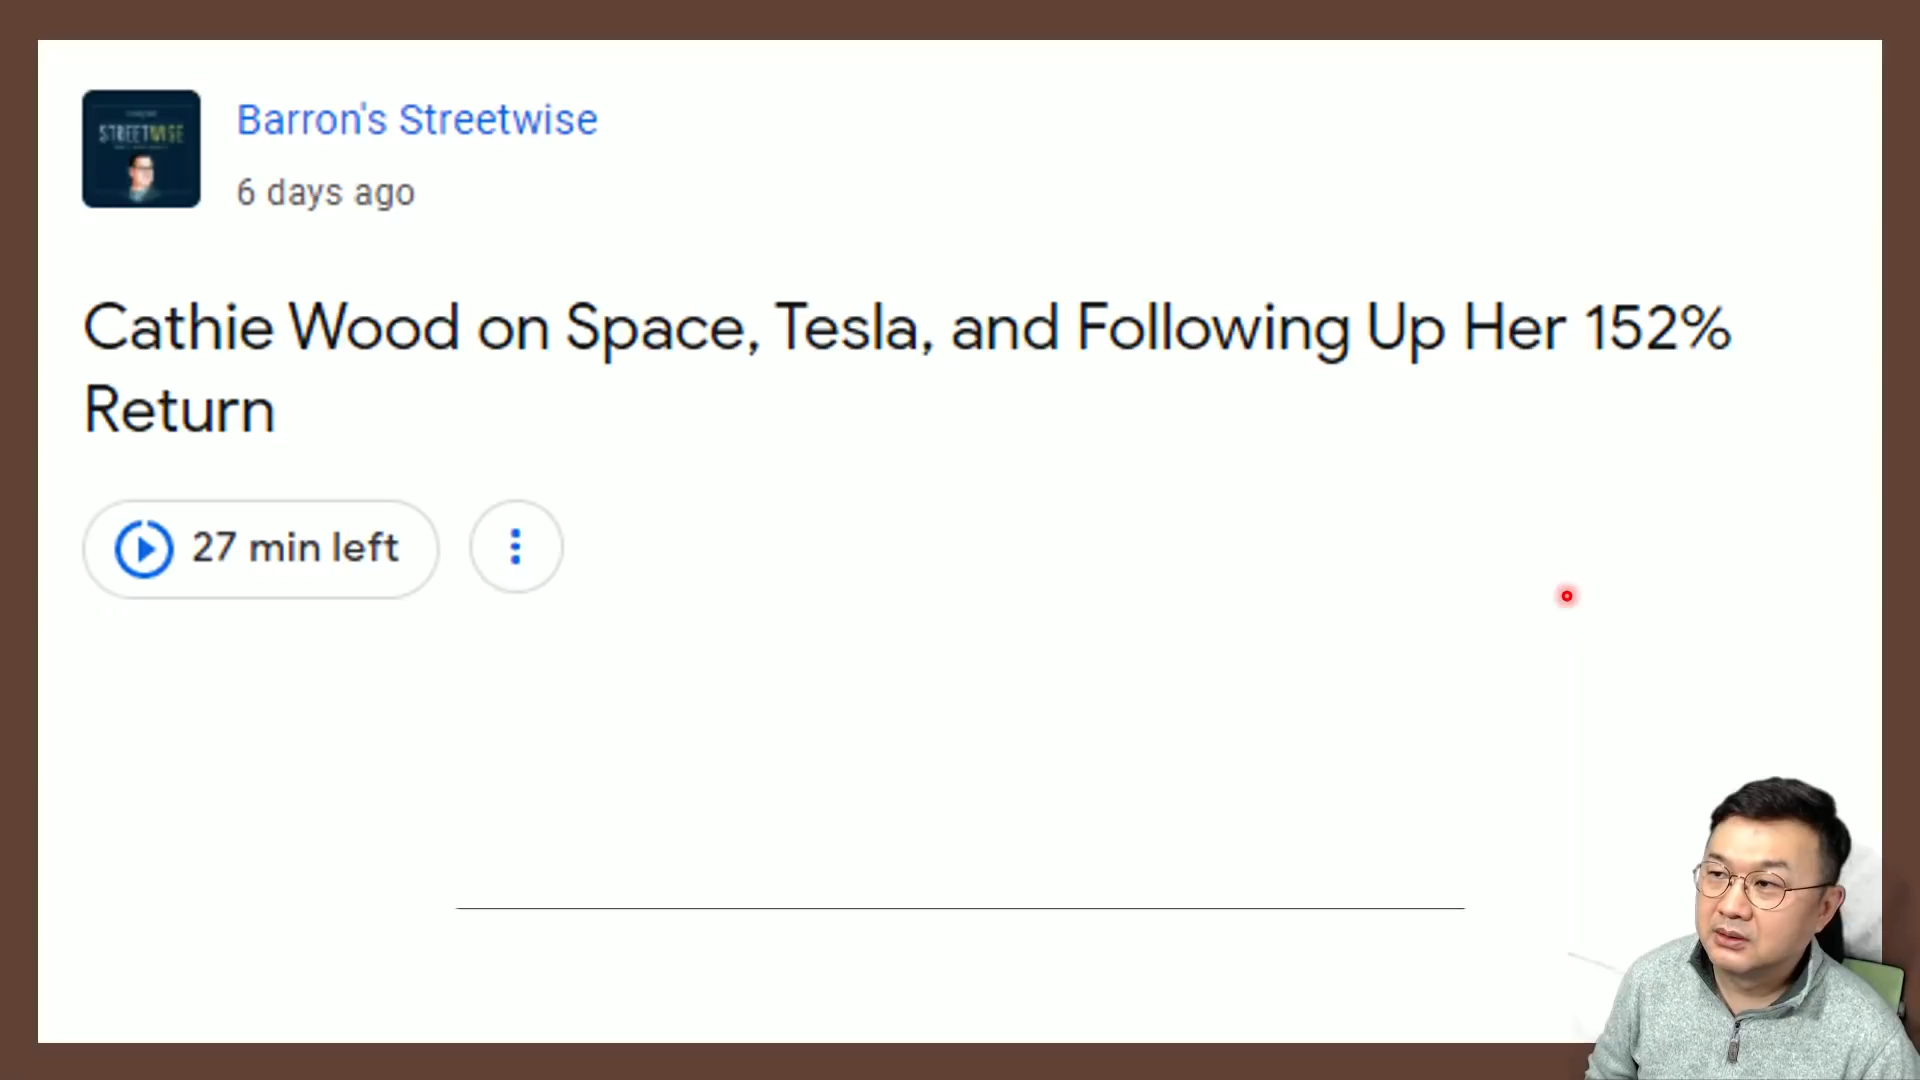 STREETWISE
Barron's Streetwise
6 days ago
Cathie Wood on Space, Tesla, and Following Up Her 152%
Return
27 min left